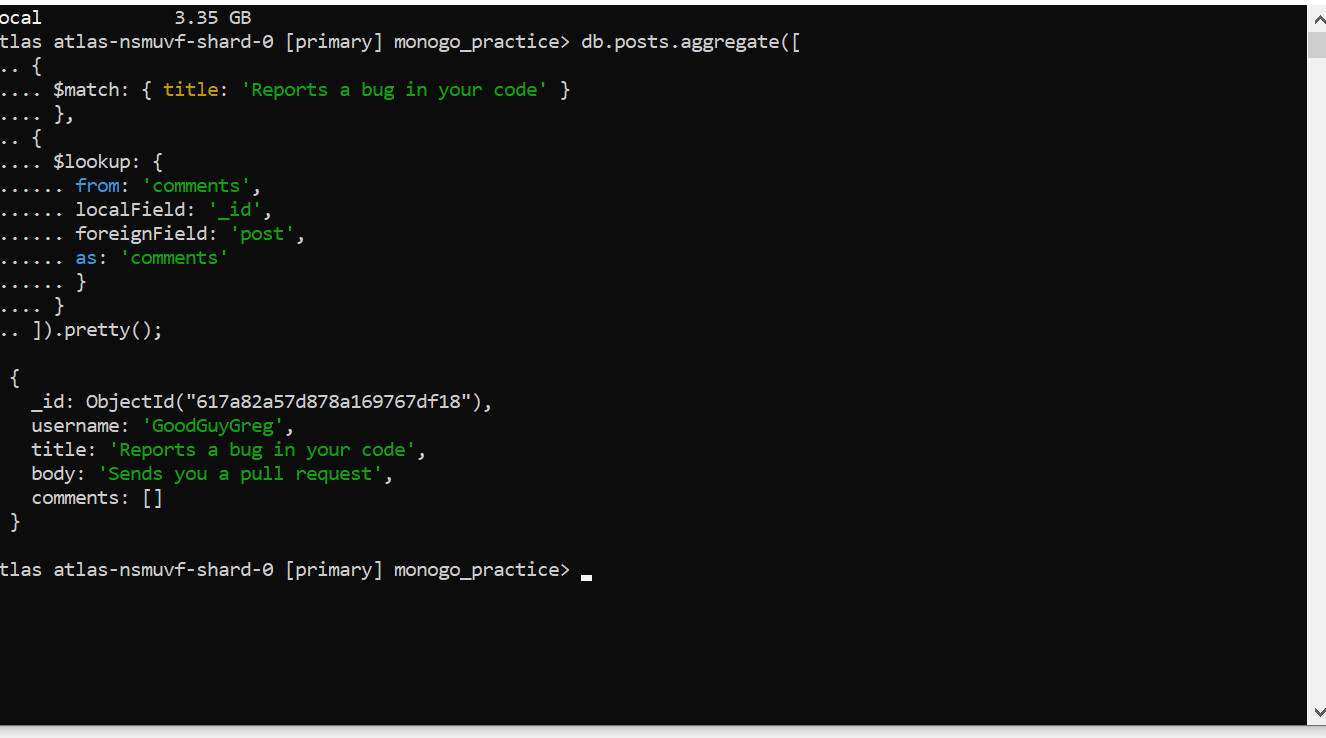 ocal            3.35 GB
tlas atlas-nsmuvf-shard-0 [primary] monogo_practice> db.posts.aggregate([
.. {
.... $match: { title: 'Reports a bug in your code' }
.... },
.. {
.... $lookup: {
...... from: 'comments',
...... localField: '_id',
...... foreignField: 'post',
...... as: 'comments'
...... }
.... }
.. ]).pretty();
{
_id: ObjectId("617a82a57d878a169767df18"),
username: 'GoodGuyGreg',
title: 'Reports a bug in your code',
body: 'Sends you a pull request',
comments: []
}
tlas atlas-nsmuvf-shard-0 [primary] monogo_practice>